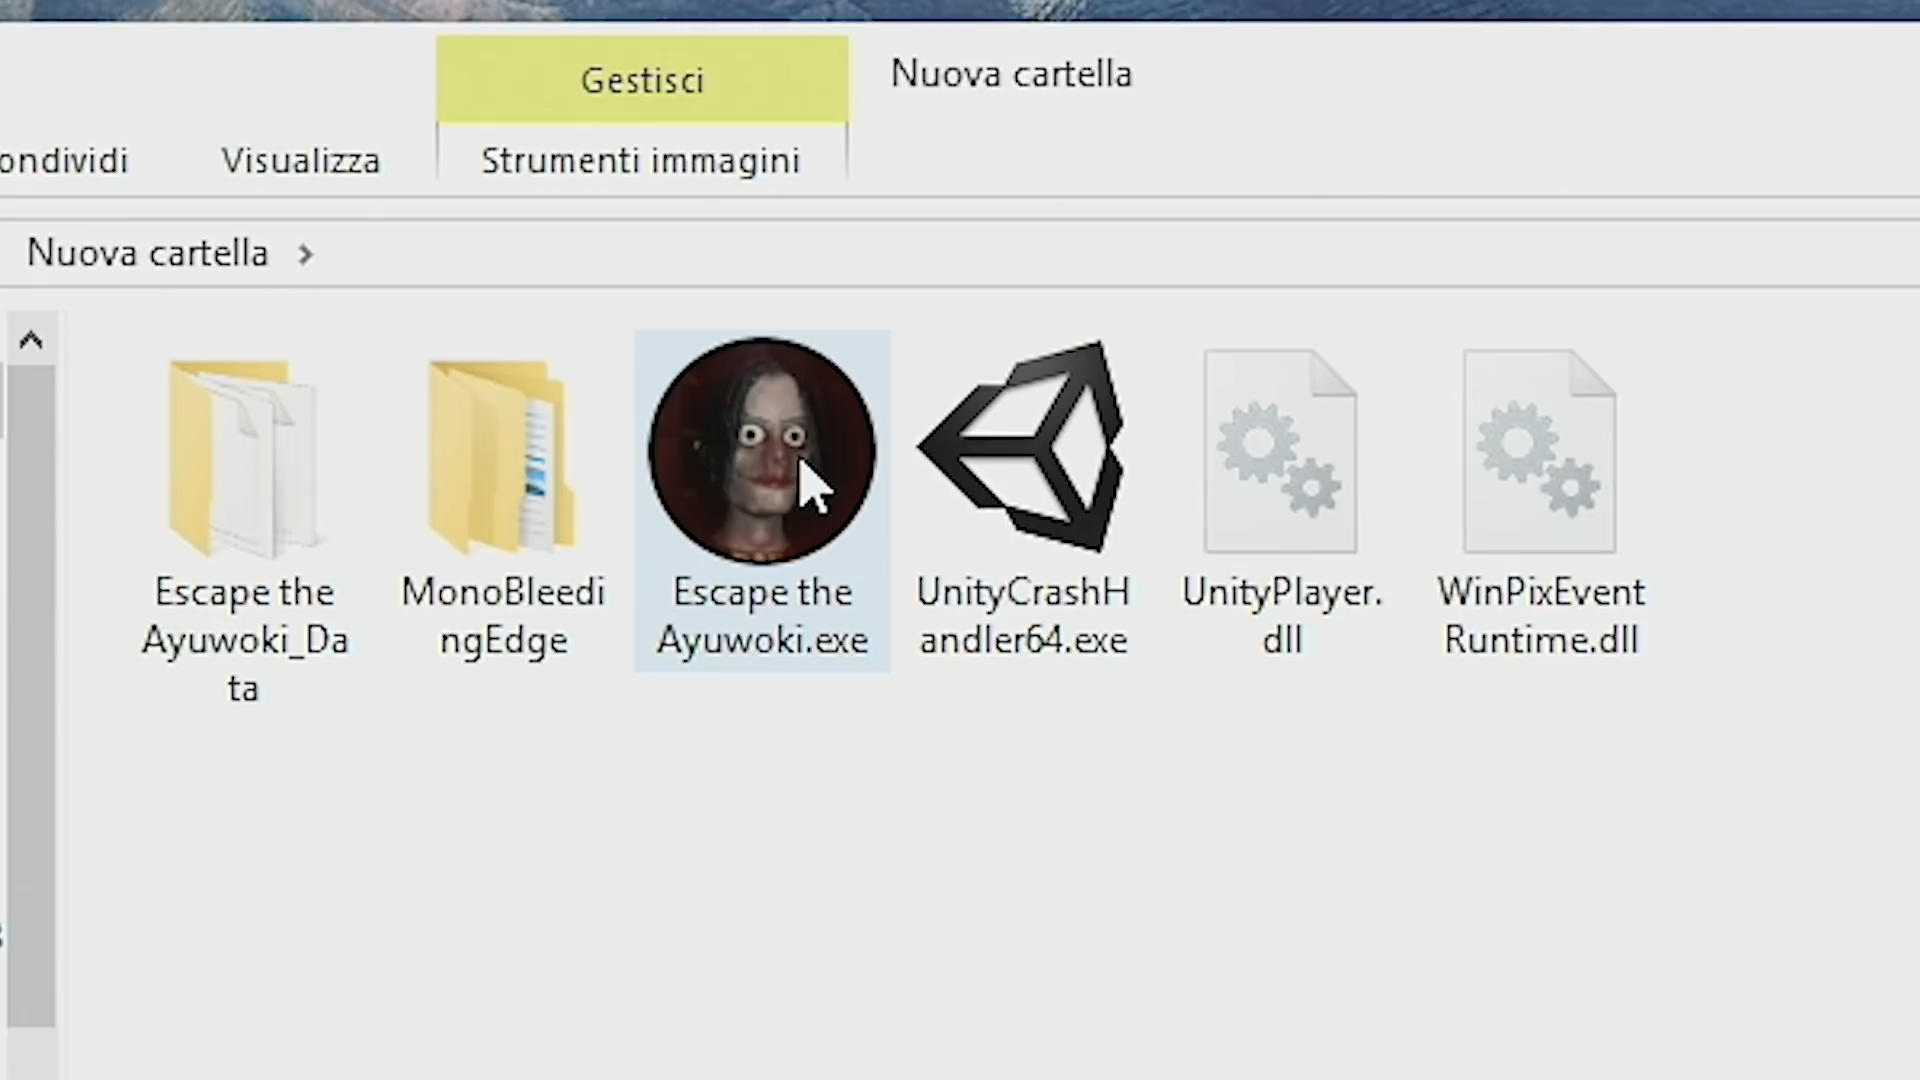 Gestisci
Nuova cartella
ondividi
Visualizza
Strumenti immagini
Nuova cartella
Escape the
Ayuwoki_Da
ta
MonoBleedi
ngEdge
Escape the
Ayuwoki.exe
UnityCrashH
andler64.exe
UnityPlayer.
dll
WinPixEvent
Runtime.dll